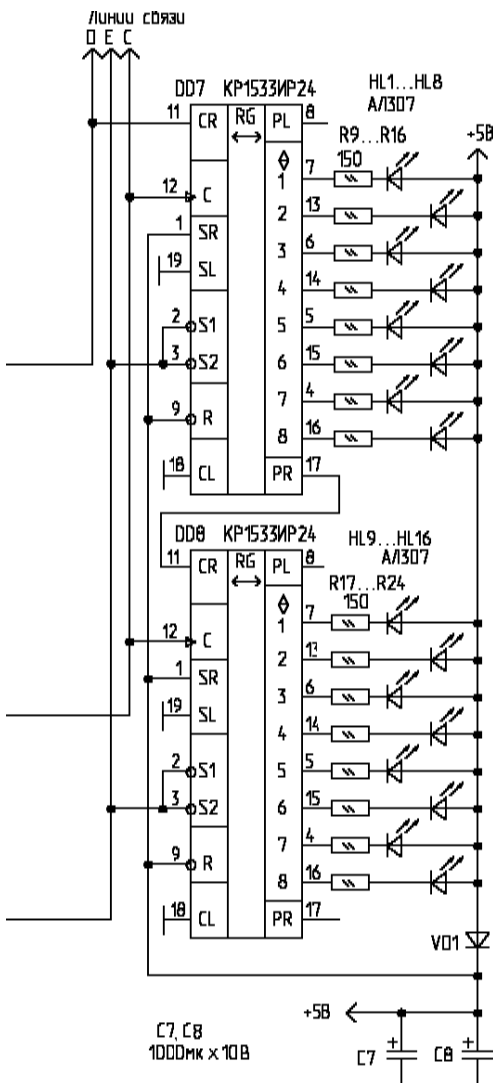 Линии связи
D E C
DD7 КР1533ИР24
HL1...HL8
АЛ307
R9...R16
150
+5В
11 CR RG PL 8
1 7
12 C
2 13
1 SR
3 6
19 SL
4 14
2 S1
5 5
3 S2
6 15
7 4
9 R
8 16
18 CL PR 17
DD8 КР1533ИР24
HL9...HL16
АЛ307
R17...R24
150
11 CR RG PL 8
1 7
12 C
2 13
1 SR
3 6
19 SL
4 14
2 S1
5 5
3 S2
6 15
7 4
9 R
8 16
18 CL PR 17
VD1
+5В
C7, C8
1000мк x 10В
+ C7
+ C8